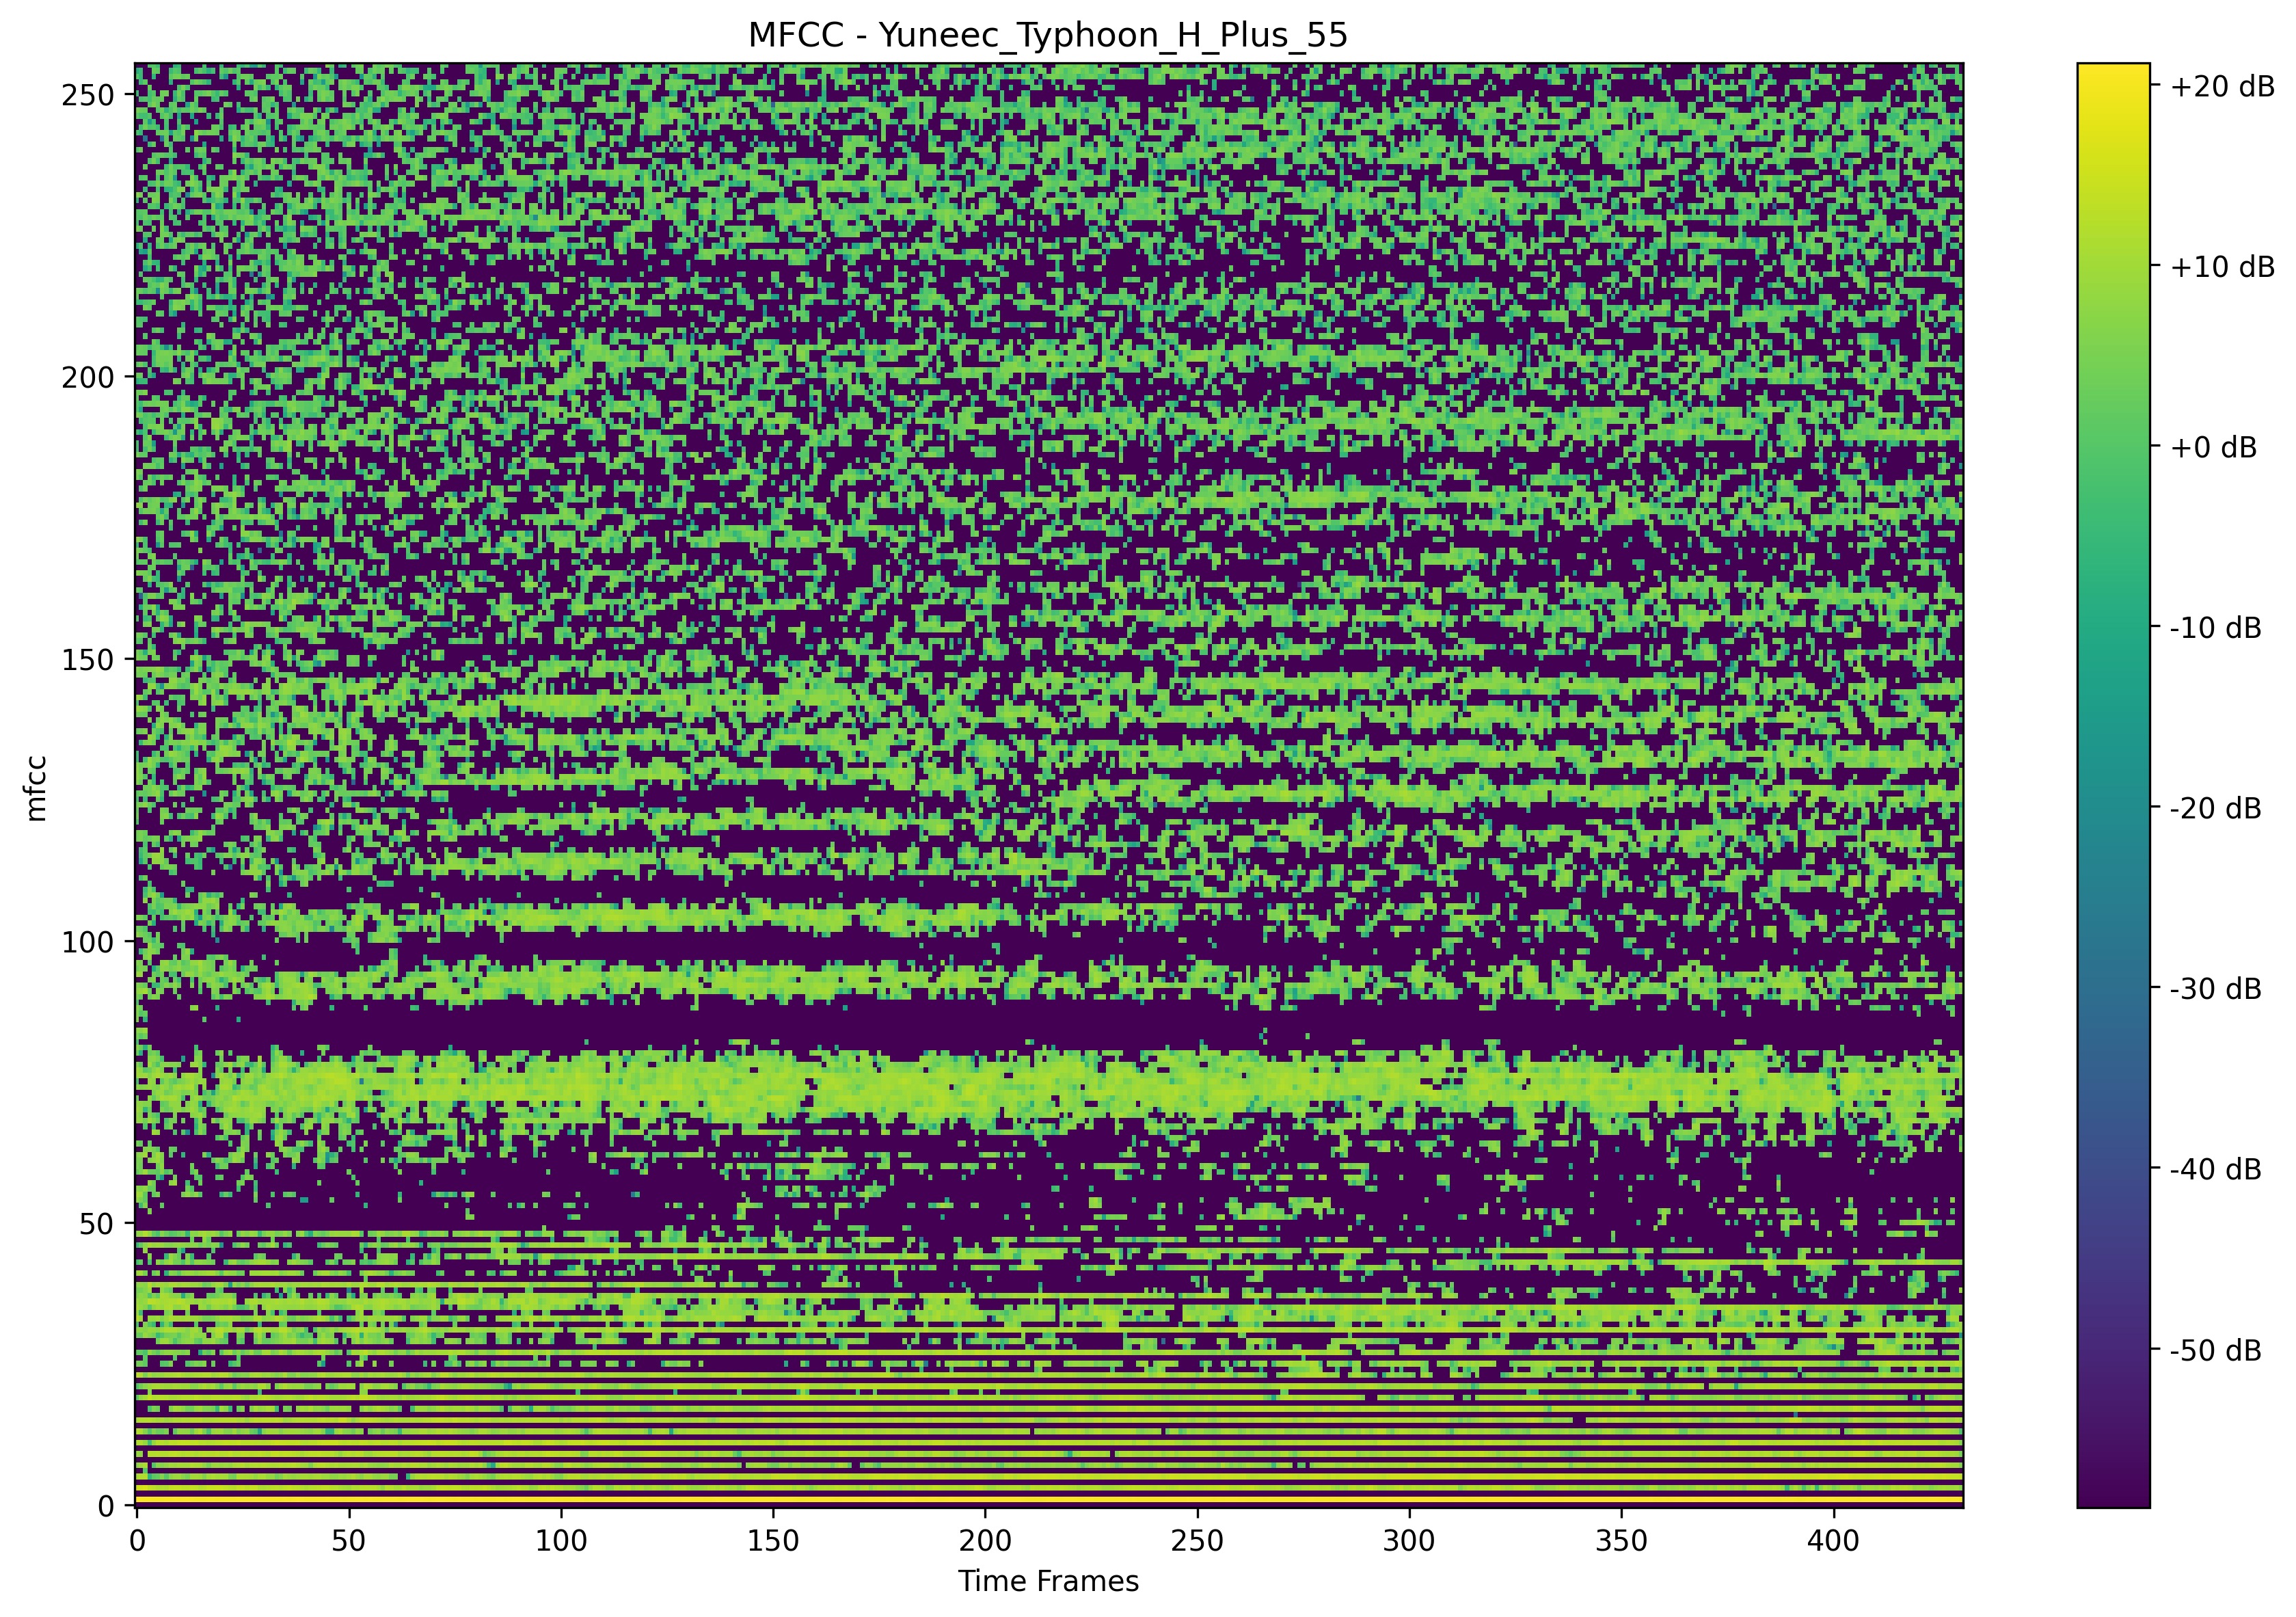 MFCC - Yuneec_Typhoon_H_Plus_55
250
200
150
100
50
0
mfcc
0 50 100 150 200 250 300 350 400
Time Frames
+20 dB
+10 dB
+0 dB
-10 dB
-20 dB
-30 dB
-40 dB
-50 dB